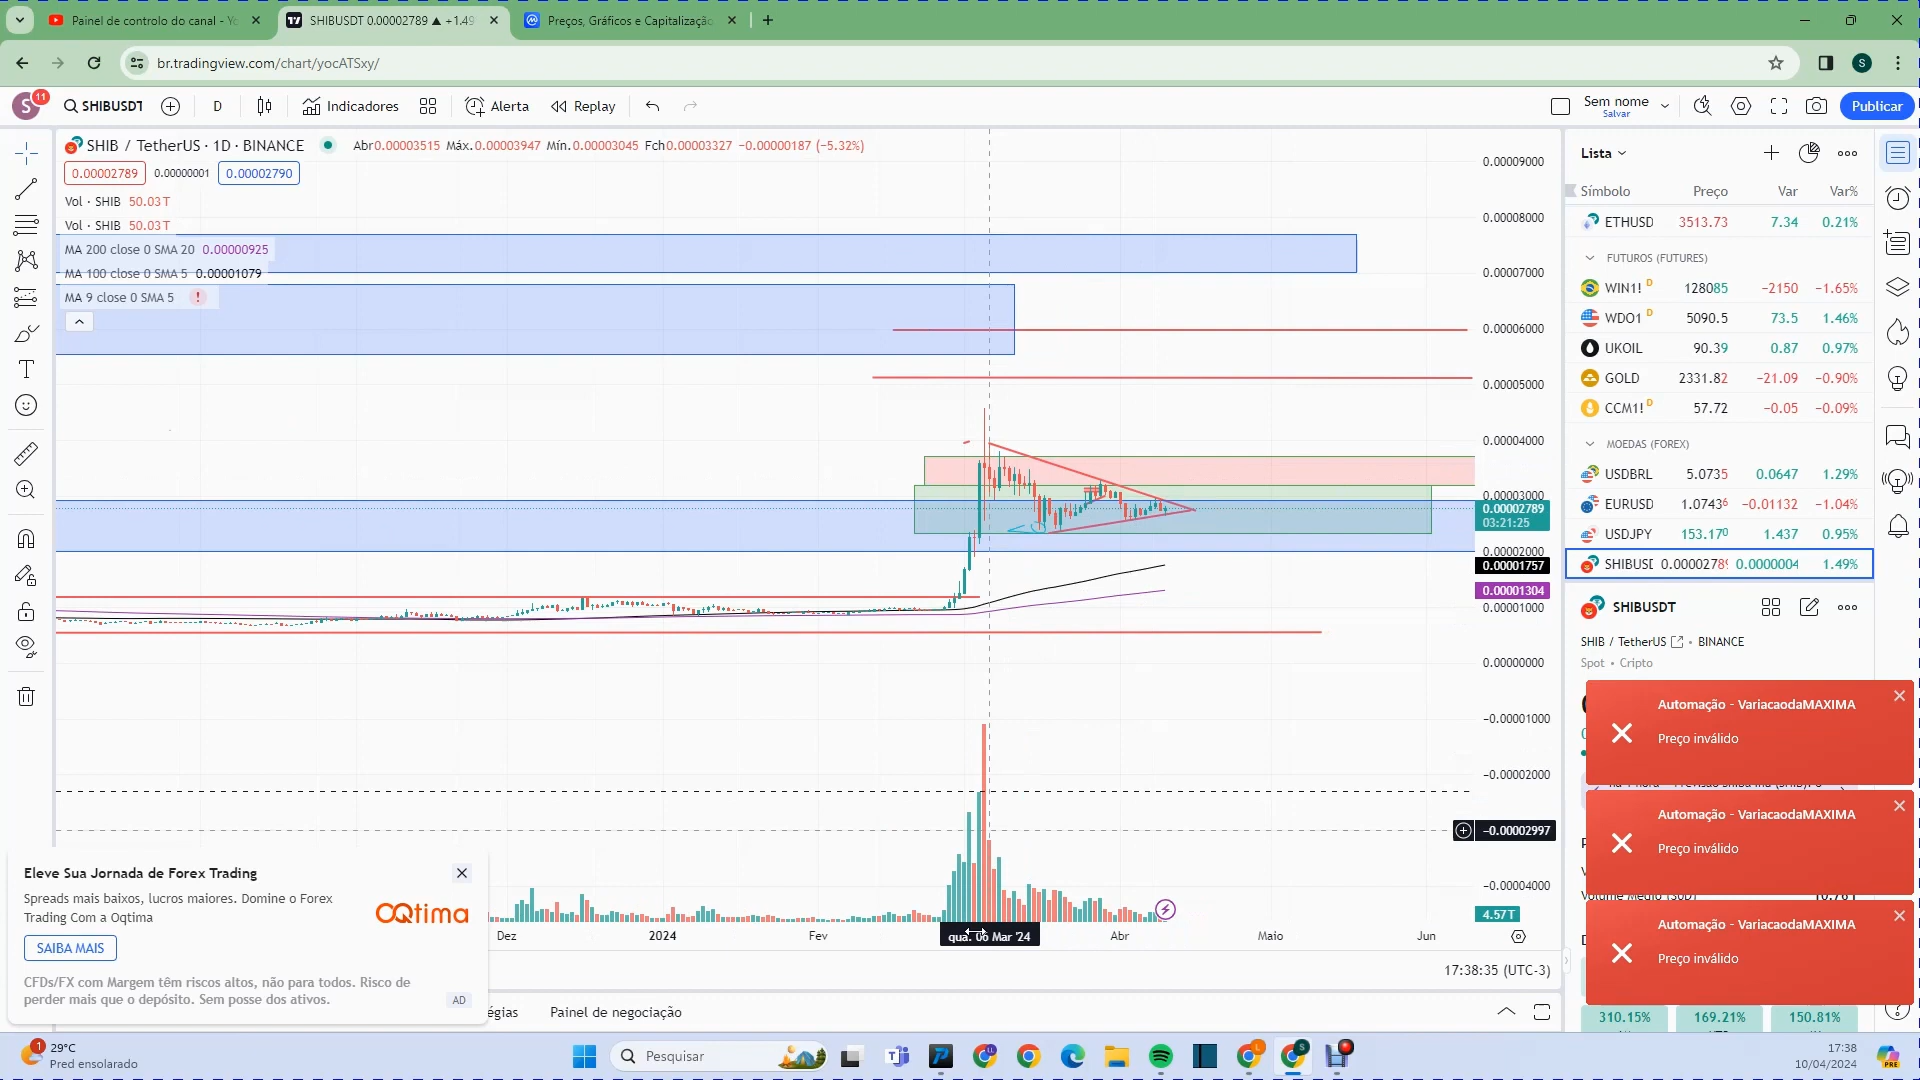 Painel de controlo do canal - Yo
SHIBUSDT 0.00002789 ▲ +1.49
Preços, Gráficos e Capitalização
br.tradingview.com/chart/yocATSxy/
S
S
11
SHIBUSDT
D
Indicadores
Alerta
Replay
Sem nome
Salvar
Publicar
SHIB / TetherUS · 1D · BINANCE
Abr0.00003515 Máx.0.00003947 Mín.0.00003045 Fch0.00003327 −0.00000187 (−5.32%)
0.00002789
0.00000001
0.00002790
Vol · SHIB 50.03T
Vol · SHIB 50.03T
MA 200 close 0 SMA 20 0.00000925
MA 100 close 0 SMA 5 0.00001079
MA 9 close 0 SMA 5
0.00009000
0.00008000
0.00007000
0.00006000
0.00005000
0.00004000
0.00003000
0.00002789
03:21:25
0.00002000
0.00001757
0.00001304
0.00001000
0.00000000
−0.00001000
−0.00002000
−0.00002997
−0.00004000
4.57T
Dez
2024
Fev
qua. 06 Mar '24
Abr
Maio
Jun
17:38:35 (UTC-3)
Eleve Sua Jornada de Forex Trading
Spreads mais baixos, lucros maiores. Domine o Forex
Trading Com a Oqtima
OQtima
SAIBA MAIS
CFDs/FX com Margem têm riscos altos, não para todos. Risco de
perder mais que o depósito. Sem posse dos ativos.
AD
égias
Painel de negociação
Lista
Símbolo Preço Var Var%
ETHUSD 3513.73 7.34 0.21%
FUTUROS (FUTURES)
WIN1! D 128085 −2150 −1.65%
WDO1 D 5090.5 73.5 1.46%
UKOIL 90.39 0.87 0.97%
GOLD 2331.82 −21.09 −0.90%
CCM1! D 57.72 −0.05 −0.09%
MOEDAS (FOREX)
USDBRL 5.0735 0.0647 1.29%
EURUSD 1.07436 −0.01132 −1.04%
USDJPY 153.170 1.437 0.95%
SHIBUSD 0.00002789 0.0000004 1.49%
SHIBUSDT
SHIB / TetherUS • BINANCE
Spot • Cripto
Automação - VariacaodaMAXIMA
Preço inválido
Automação - VariacaodaMAXIMA
Preço inválido
Automação - VariacaodaMAXIMA
Preço inválido
310.15%
169.21%
150.81%
1
29°C
Pred ensolarado
Pesquisar
17:38
10/04/2024